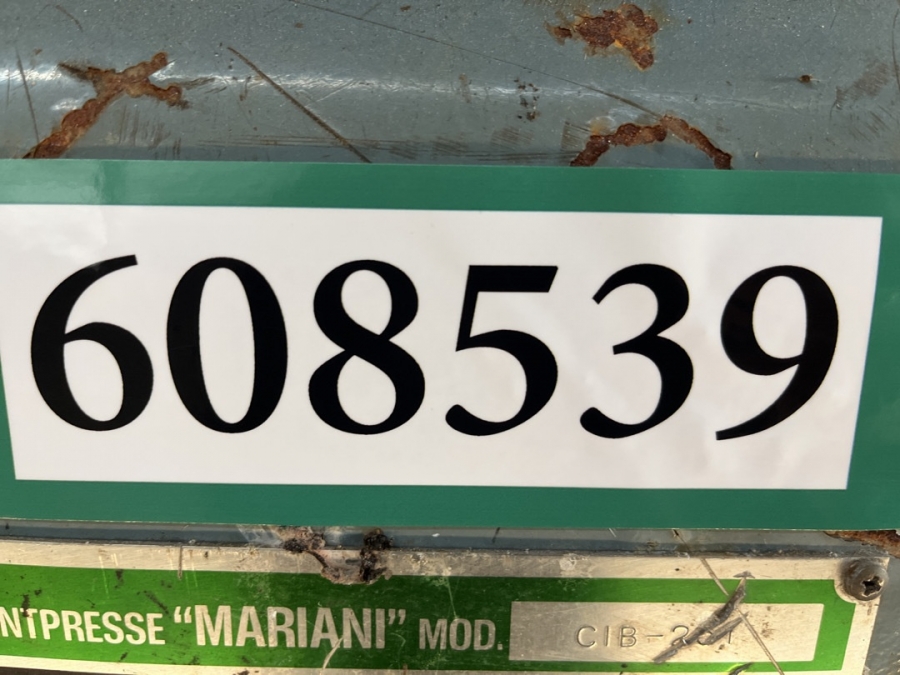 608539
NTPRESSE "MARIANI" MOD.